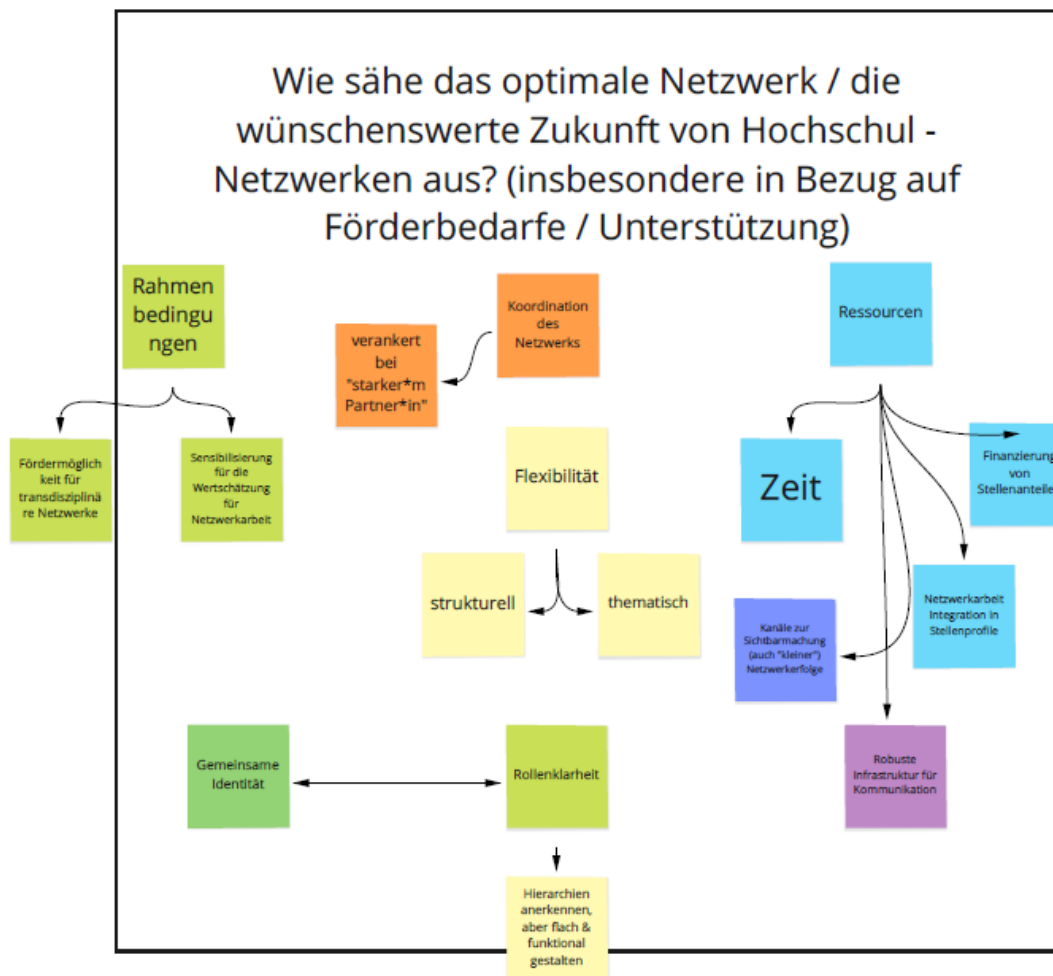 Wie sähe das optimale Netzwerk / die
wünschenswerte Zukunft von Hochschul -
Netzwerken aus? (insbesondere in Bezug auf
Förderbedarfe / Unterstützung)
Rahmen
bedingu
ngen
Fördermöglich
keit für
transdisziplinä
re Netzwerke
Sensibilisierung
für die
Wertschätzung
für
Netzwerkarbeit
Koordination
des
Netzwerks
verankert
bei
"starker*m
Partner*in"
Flexibilität
strukturell
thematisch
Ressourcen
Zeit
Finanzierung
von
Stellenanteile
Netzwerkarbeit
Integration in
Stellenprofile
Kanäle zur
Sichtbarmachung
(auch "kleiner")
Netzwerkerfolge
Robuste
Infrastruktur für
Kommunikation
Gemeinsame
Identität
Rollenklarheit
Hierarchien
anerkennen,
aber flach &
funktional
gestalten